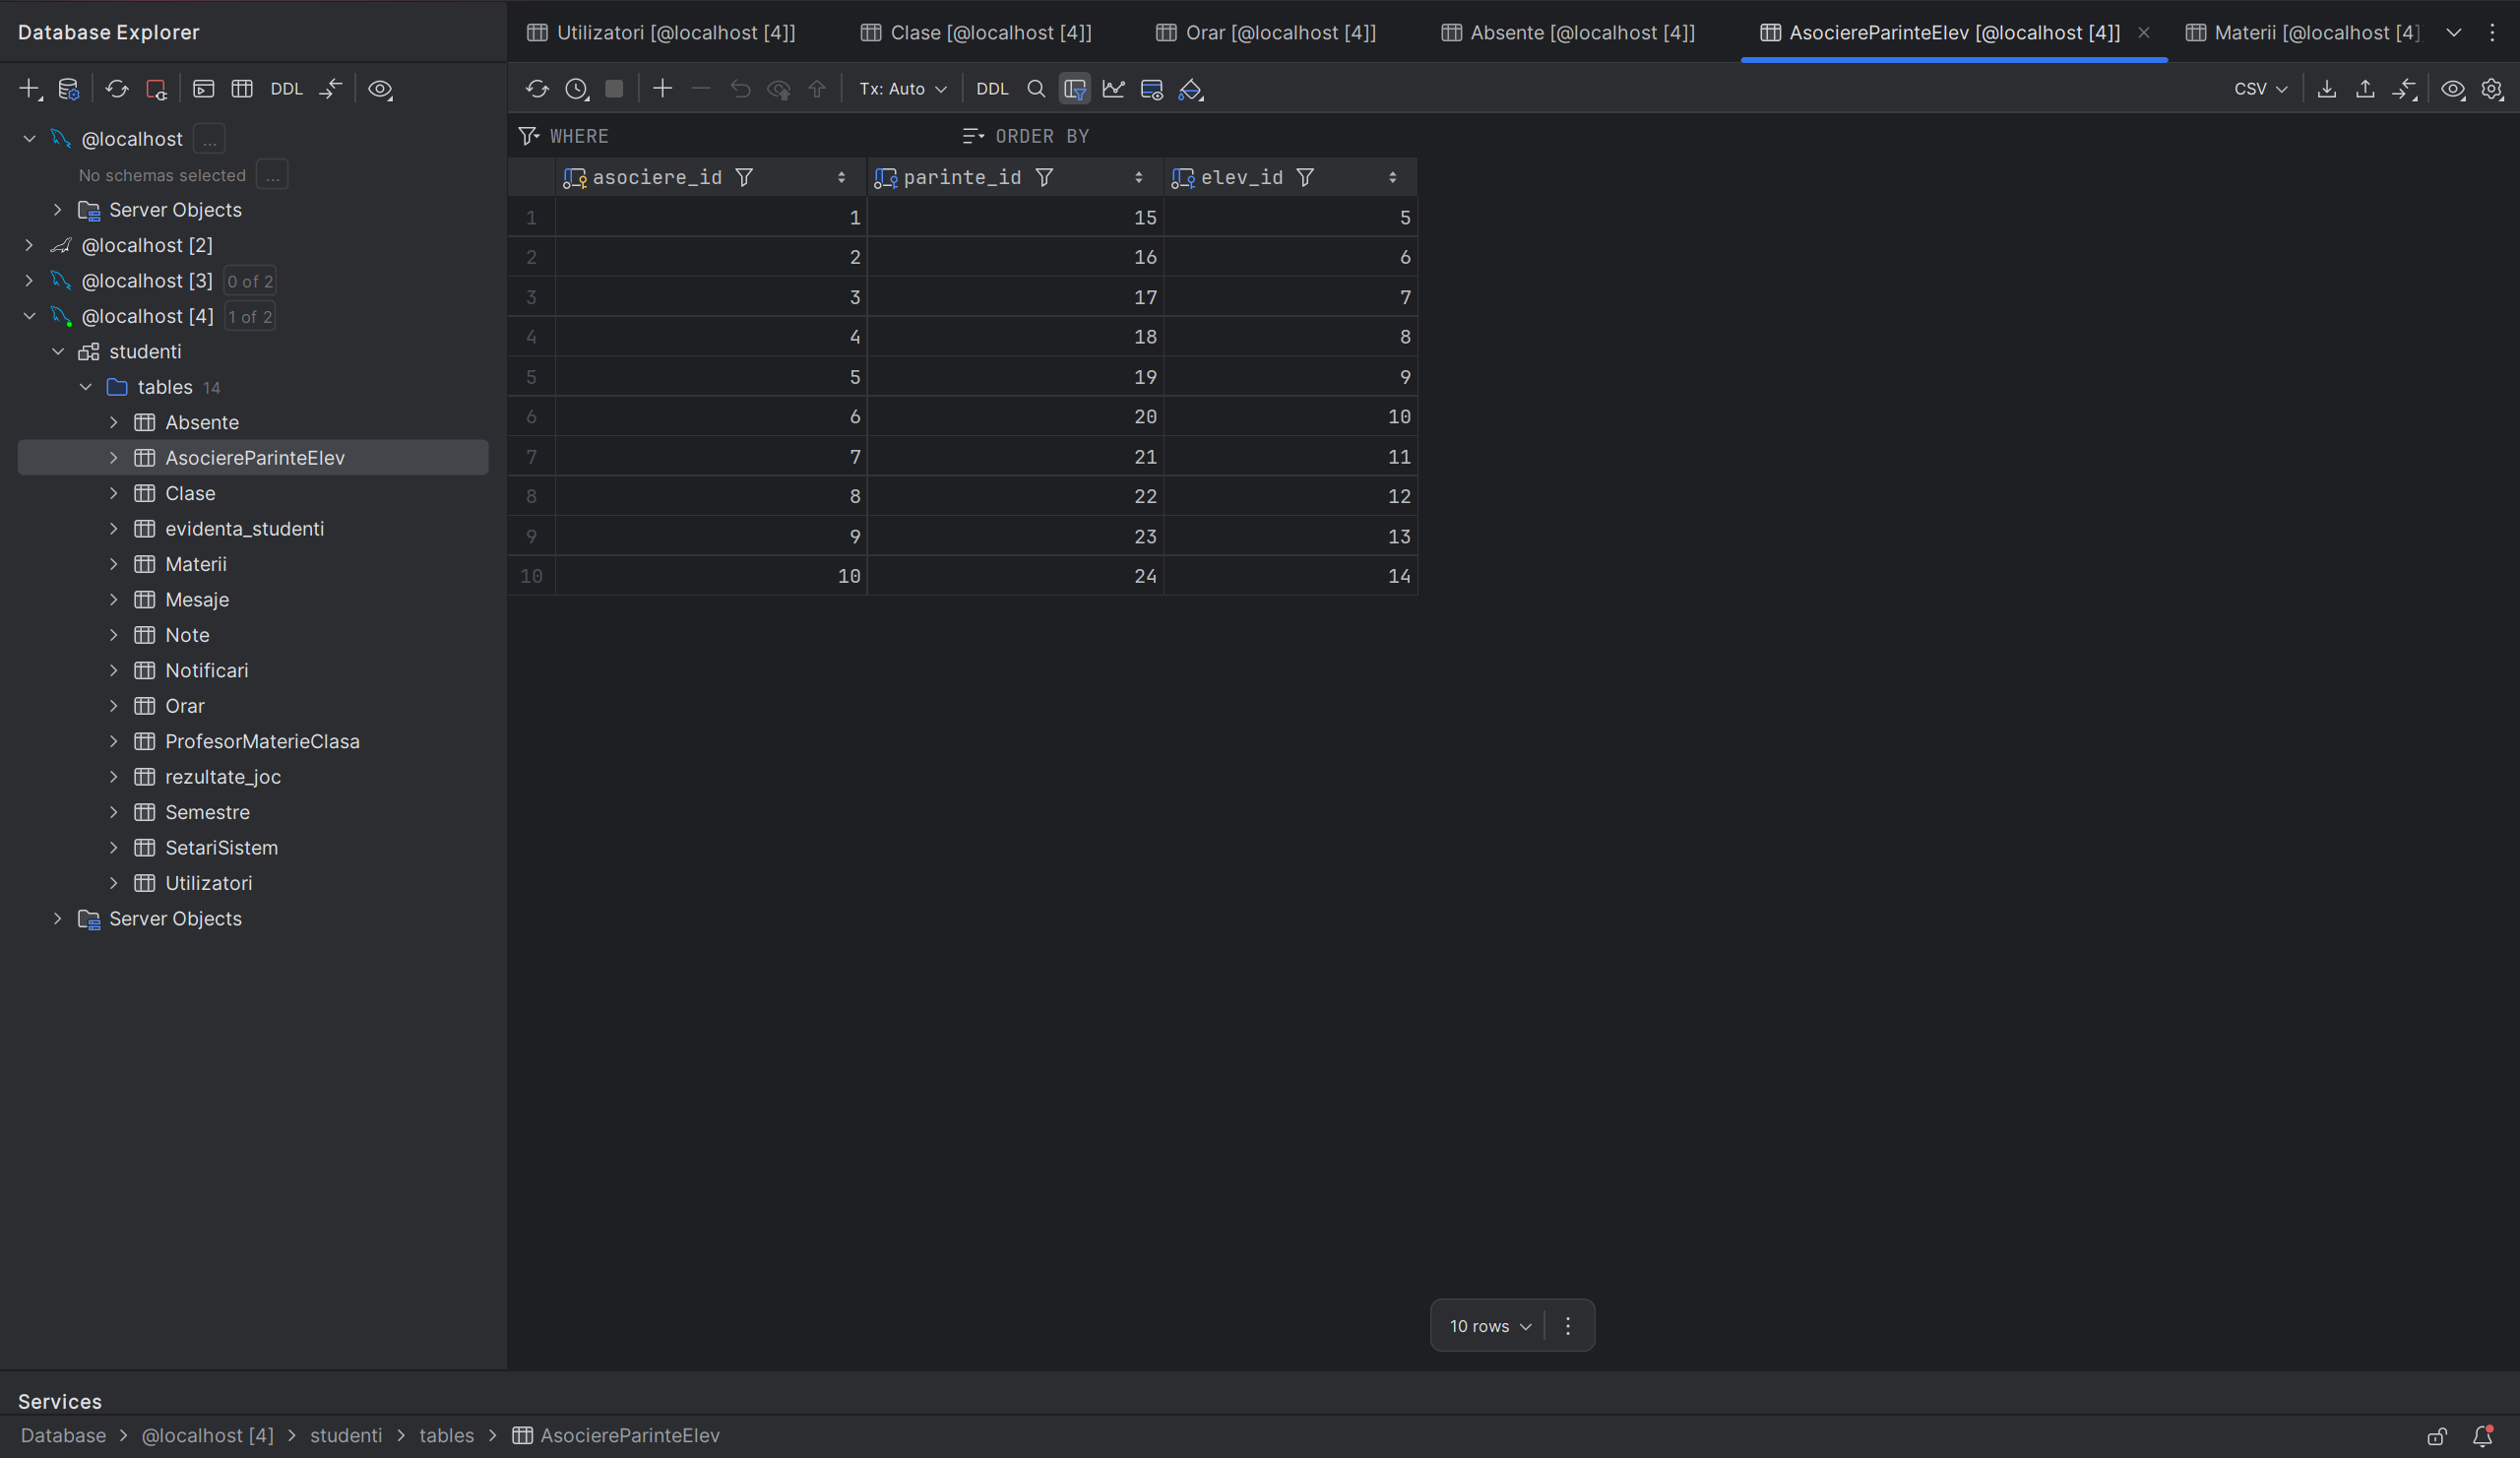 Database Explorer
Utilizatori [@localhost [4]]
Clase [@localhost [4]]
Orar [@localhost [4]]
Absente [@localhost [4]]
AsociereParinteElev [@localhost [4]]
Materii [@localhost [4]
DDL
Tx: Auto
DDL
CSV
@localhost ...
No schemas selected ...
Server Objects
@localhost [2]
@localhost [3] 0 of 2
@localhost [4] 1 of 2
studenti
tables 14
Absente
AsociereParinteElev
Clase
evidenta_studenti
Materii
Mesaje
Note
Notificari
Orar
ProfesorMaterieClasa
rezultate_joc
Semestre
SetariSistem
Utilizatori
Server Objects
WHERE
ORDER BY
asociere_id parinte_id elev_id
1 1 15 5
2 2 16 6
3 3 17 7
4 4 18 8
5 5 19 9
6 6 20 10
7 7 21 11
8 8 22 12
9 9 23 13
10 10 24 14
10 rows
Services
Database > @localhost [4] > studenti > tables > AsociereParinteElev